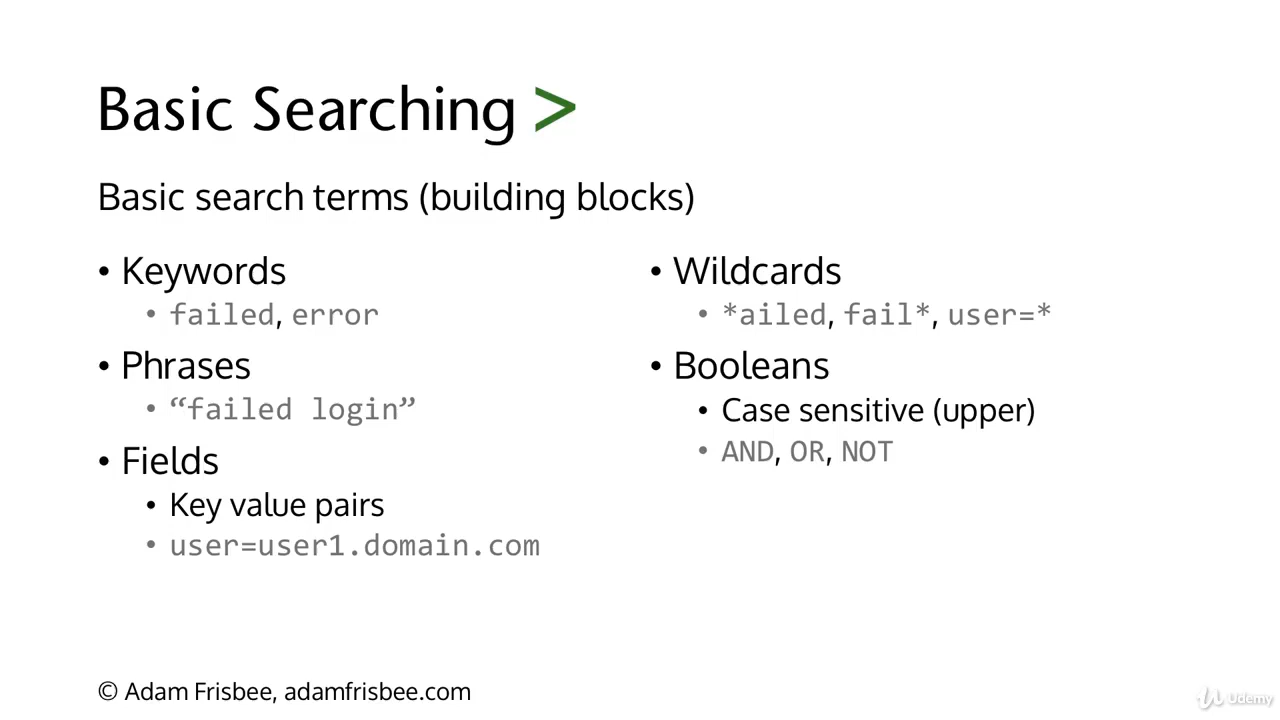 Basic Searching >
Basic search terms (building blocks)
• Keywords
• failed, error
• Phrases
• “failed login”
• Fields
• Key value pairs
• user=user1.domain.com
• Wildcards
• *ailed, fail*, user=*
• Booleans
• Case sensitive (upper)
• AND, OR, NOT
© Adam Frisbee, adamfrisbee.com
Udemy